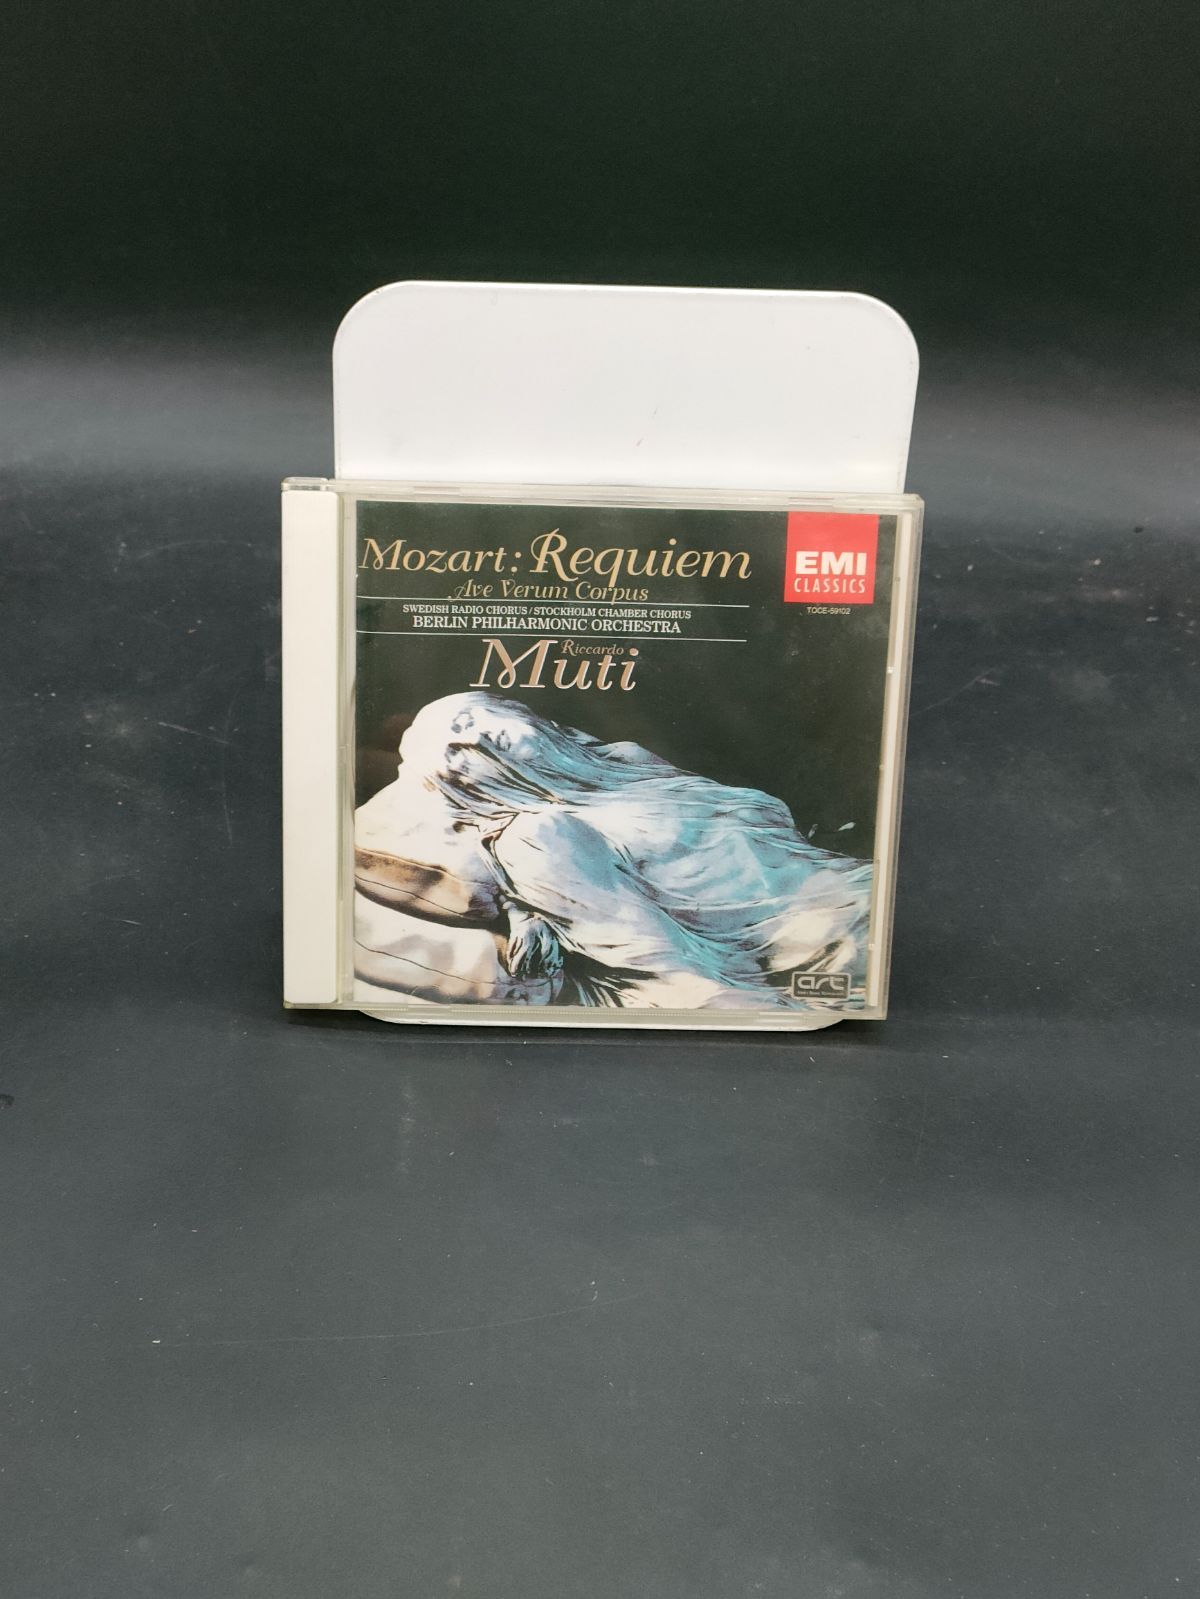 Mozart: Requiem
Ave Verum Corpus
SWEDISH RADIO CHORUS/STOCKHOLM CHAMBER CHORUS
BERLIN PHILHARMONIC ORCHESTRA
Riccardo
Muti
EMI
CLASSICS
TOCE-59102
art